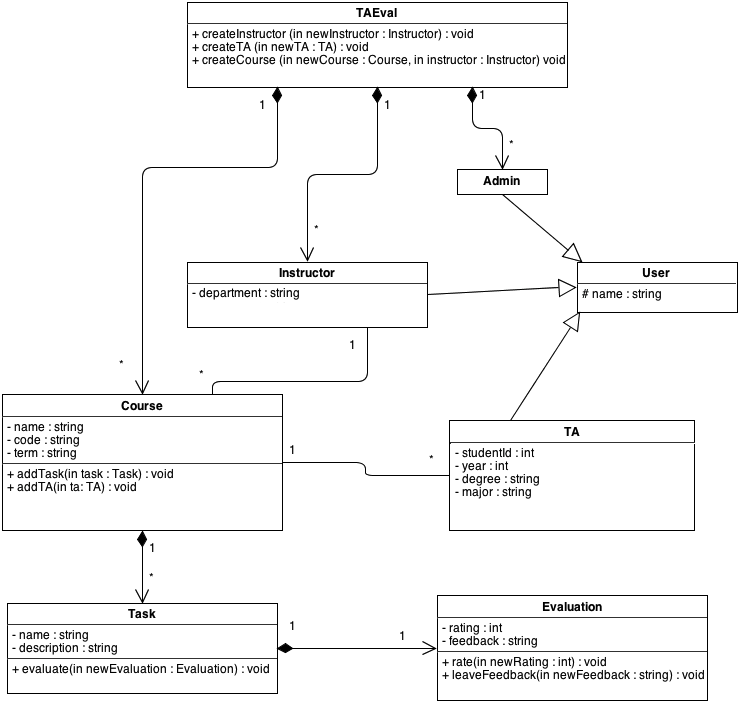 TAEval
+ createInstructor (in newInstructor : Instructor) : void
+ createTA (in newTA : TA) : void
+ createCourse (in newCourse : Course, in instructor : Instructor) void
1
1
1
*
Admin
*
Instructor
- department : string
User
# name : string
1
*
*
Course
- name : string
- code : string
- term : string
+ addTask(in task : Task) : void
+ addTA(in ta: TA) : void
1
*
TA
- studentId : int
- year : int
- degree : string
- major : string
1
*
Task
- name : string
- description : string
+ evaluate(in newEvaluation : Evaluation) : void
1
1
Evaluation
- rating : int
- feedback : string
+ rate(in newRating : int) : void
+ leaveFeedback(in newFeedback : string) : void